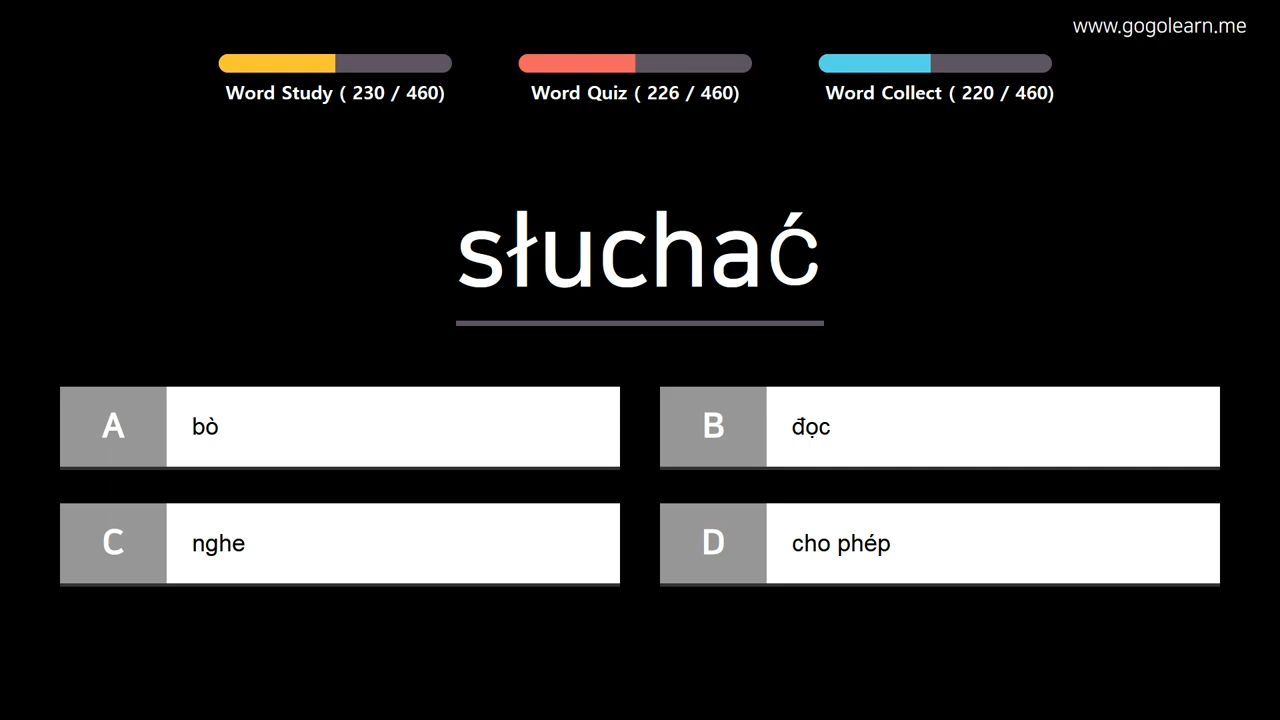 www.gogolearn.me
Word Study ( 230 / 460)
Word Quiz ( 226 / 460)
Word Collect ( 220 / 460)
słuchać
A bò
B đọc
C nghe
D cho phép